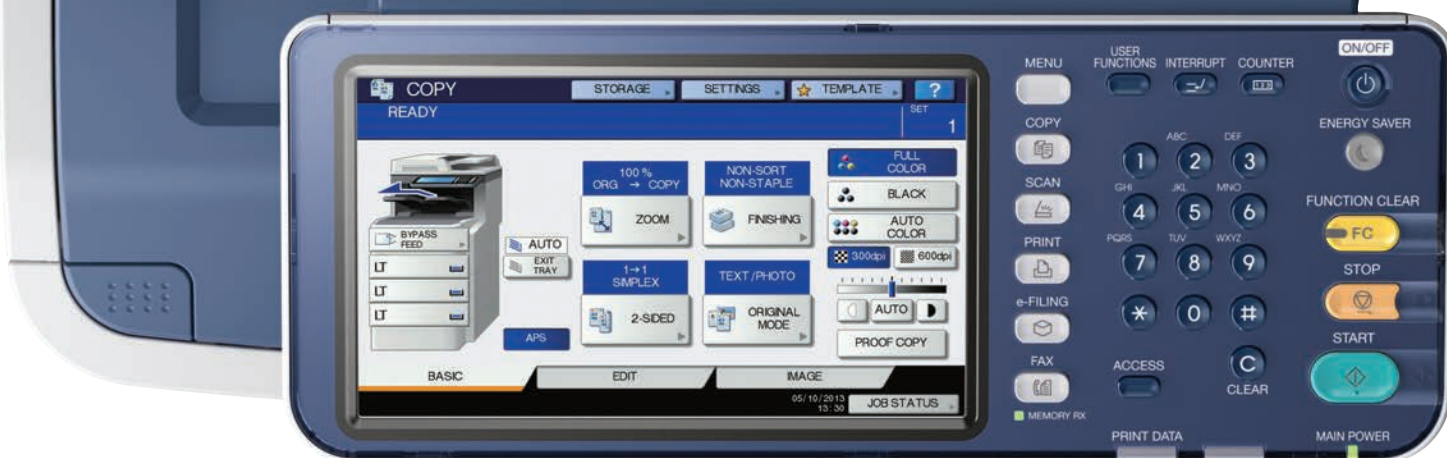 COPY
STORAGE
SETTINGS
TEMPLATE
?
READY
SET
1
100 %
ORG → COPY
ZOOM
NON-SORT
NON-STAPLE
FINISHING
FULL
COLOR
BLACK
AUTO
COLOR
300dpi
600dpi
BYPASS
FEED
LT
LT
LT
AUTO
EXIT
TRAY
APS
1→1
SIMPLEX
2-SIDED
TEXT/PHOTO
ORIGINAL
MODE
AUTO
PROOF COPY
BASIC
EDIT
IMAGE
05/10/2013
13:30
JOB STATUS
MENU
COPY
SCAN
PRINT
e-FILING
FAX
MEMORY RX
USER
FUNCTIONS
INTERRUPT
COUNTER
123
ABC
DEF
1
2
3
GHI
JKL
MNO
4
5
6
PQRS
TUV
WXYZ
7
8
9
*
0
#
ACCESS
C
CLEAR
PRINT DATA
ON/OFF
ENERGY SAVER
FUNCTION CLEAR
FC
STOP
START
MAIN POWER